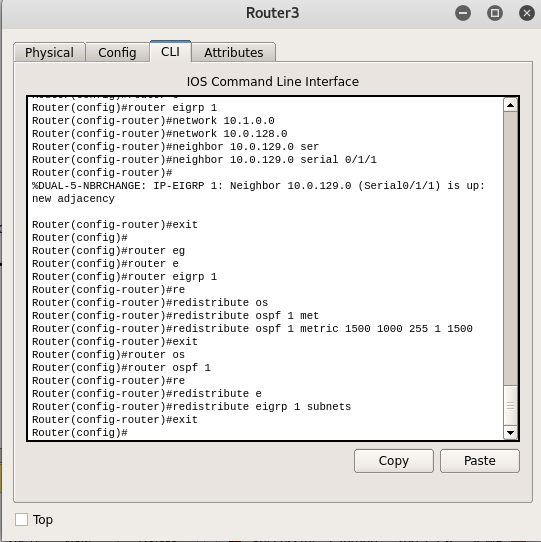 Router3
Physical Config CLI Attributes
IOS Command Line Interface
Router(config)#router eigrp 1
Router(config-router)#network 10.1.0.0
Router(config-router)#network 10.0.128.0
Router(config-router)#neighbor 10.0.129.0 ser
Router(config-router)#neighbor 10.0.129.0 serial 0/1/1
Router(config-router)#
%DUAL-5-NBRCHANGE: IP-EIGRP 1: Neighbor 10.0.129.0 (Serial0/1/1) is up:
new adjacency
Router(config-router)#exit
Router(config)#
Router(config)#router eg
Router(config)#router e
Router(config)#router eigrp 1
Router(config-router)#re
Router(config-router)#redistribute os
Router(config-router)#redistribute ospf 1 met
Router(config-router)#redistribute ospf 1 metric 1500 1000 255 1 1500
Router(config-router)#exit
Router(config)#router os
Router(config)#router ospf 1
Router(config-router)#re
Router(config-router)#redistribute e
Router(config-router)#redistribute eigrp 1 subnets
Router(config-router)#exit
Router(config)#
Copy Paste
Top